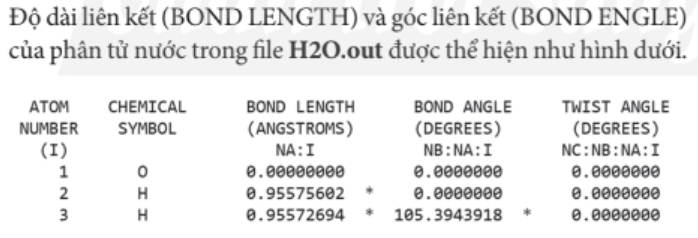 Độ dài liên kết (BOND LENGTH) và góc liên kết (BOND ENGLE)
của phân tử nước trong file H2O.out được thể hiện như hình dưới.
ATOM CHEMICAL BOND LENGTH BOND ANGLE TWIST ANGLE
NUMBER SYMBOL (ANGSTROMS) (DEGREES) (DEGREES)
(I) NA:I NB:NA:I NC:NB:NA:I
1 O 0.00000000 0.0000000 0.0000000
2 H 0.95575602 * 0.0000000 0.0000000
3 H 0.95572694 * 105.3943918 * 0.0000000